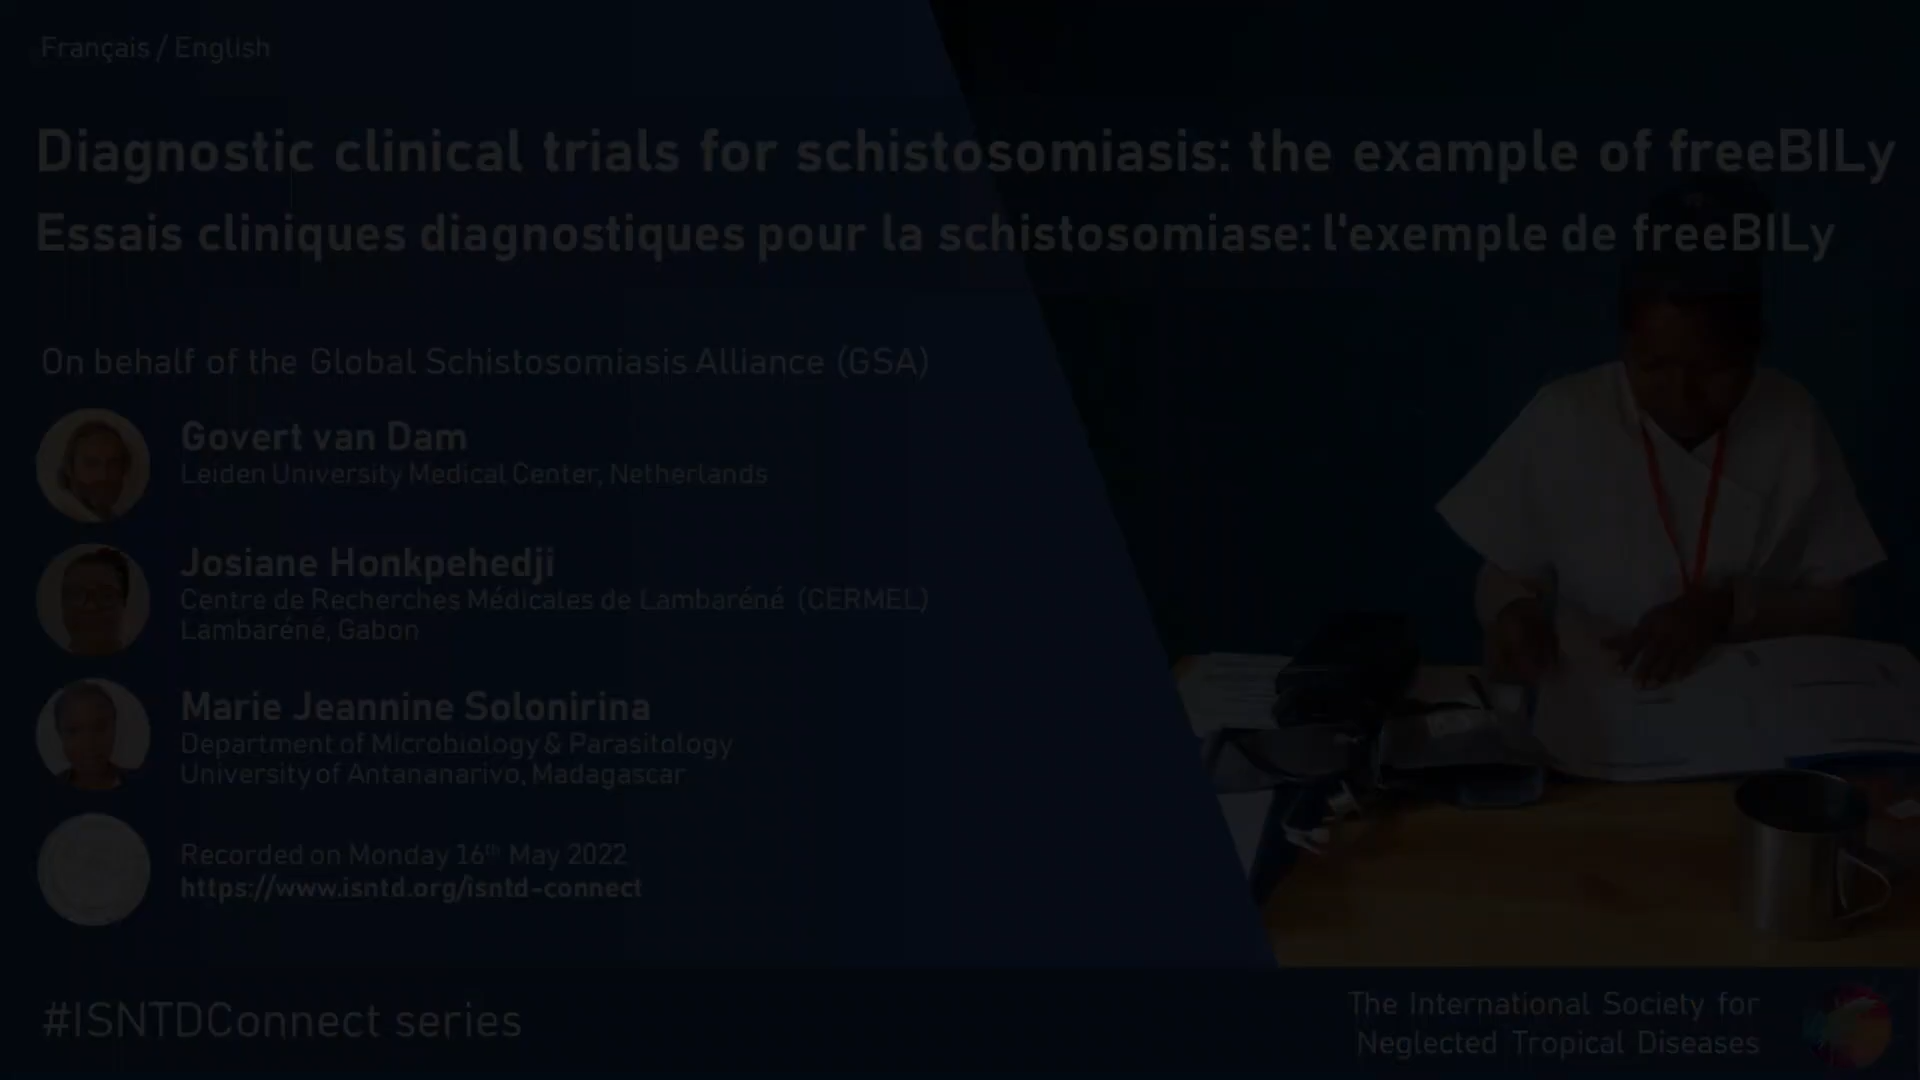 Français / English
Diagnostic clinical trials for schistosomiasis: the example of freeBILy
Essais cliniques diagnostiques pour la schistosomiase: l'exemple de freeBILy
On behalf of the Global Schistosomiasis Alliance (GSA)
Govert van Dam
Leiden University Medical Center, Netherlands
Josiane Honkpehedji
Centre de Recherches Médicales de Lambaréné (CERMEL)
Lambaréné, Gabon
Marie Jeannine Solonirina
Department of Microbiology & Parasitology
University of Antananarivo, Madagascar
Recorded on Monday 16th May 2022
https://www.isntd.org/isntd-connect
#ISNTDConnect series
The International Society for
Neglected Tropical Diseases